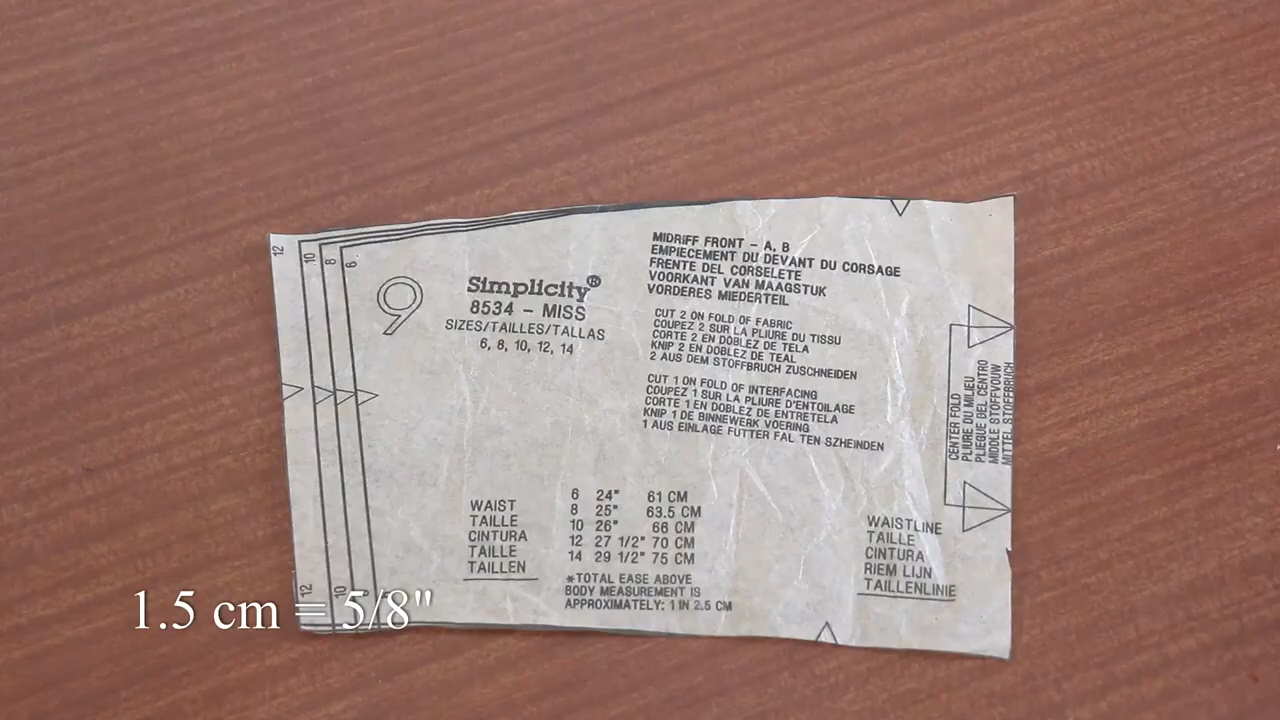 12
10
8
6
9
Simplicity®
8534 – MISS
SIZES/TAILLES/TALLAS
6, 8, 10, 12, 14
MIDRIFF FRONT – A, B
EMPIECEMENT DU DEVANT DU CORSAGE
FRENTE DEL CORSELETE
VOORKANT VAN MAAGSTUK
VORDERES MIEDERTEIL
CUT 2 ON FOLD OF FABRIC
COUPEZ 2 SUR LA PLIURE DU TISSU
CORTE 2 EN DOBLEZ DE TELA
KNIP 2 EN DOBLEZ DE TEAL
2 AUS DEM STOFFBRUCH ZUSCHNEIDEN
CUT 1 ON FOLD OF INTERFACING
COUPEZ 1 SUR LA PLIURE D'ENTOILAGE
CORTE 1 EN DOBLEZ DE ENTRETELA
KNIP 1 DE BINNEWERK VOERING
1 AUS EINLAGE FUTTER FAL TEN SZHEINDEN
CENTER FOLD
PLIURE DU MILIEU
PLIEGUE DEL CENTRO
MIDDLE STOFFVOUW
MITTEL STOFFBRUCH
WAIST
TAILLE
CINTURA
TAILLE
TAILLEN
6 24" 61 CM
8 25" 63.5 CM
10 26" 66 CM
12 27 1/2" 70 CM
14 29 1/2" 75 CM
*TOTAL EASE ABOVE
BODY MEASUREMENT IS
APPROXIMATELY: 1 IN 2.5 CM
WAISTLINE
TAILLE
CINTURA
RIEM LIJN
TAILLENLINIE
12
10
1.5 cm = 5/8"